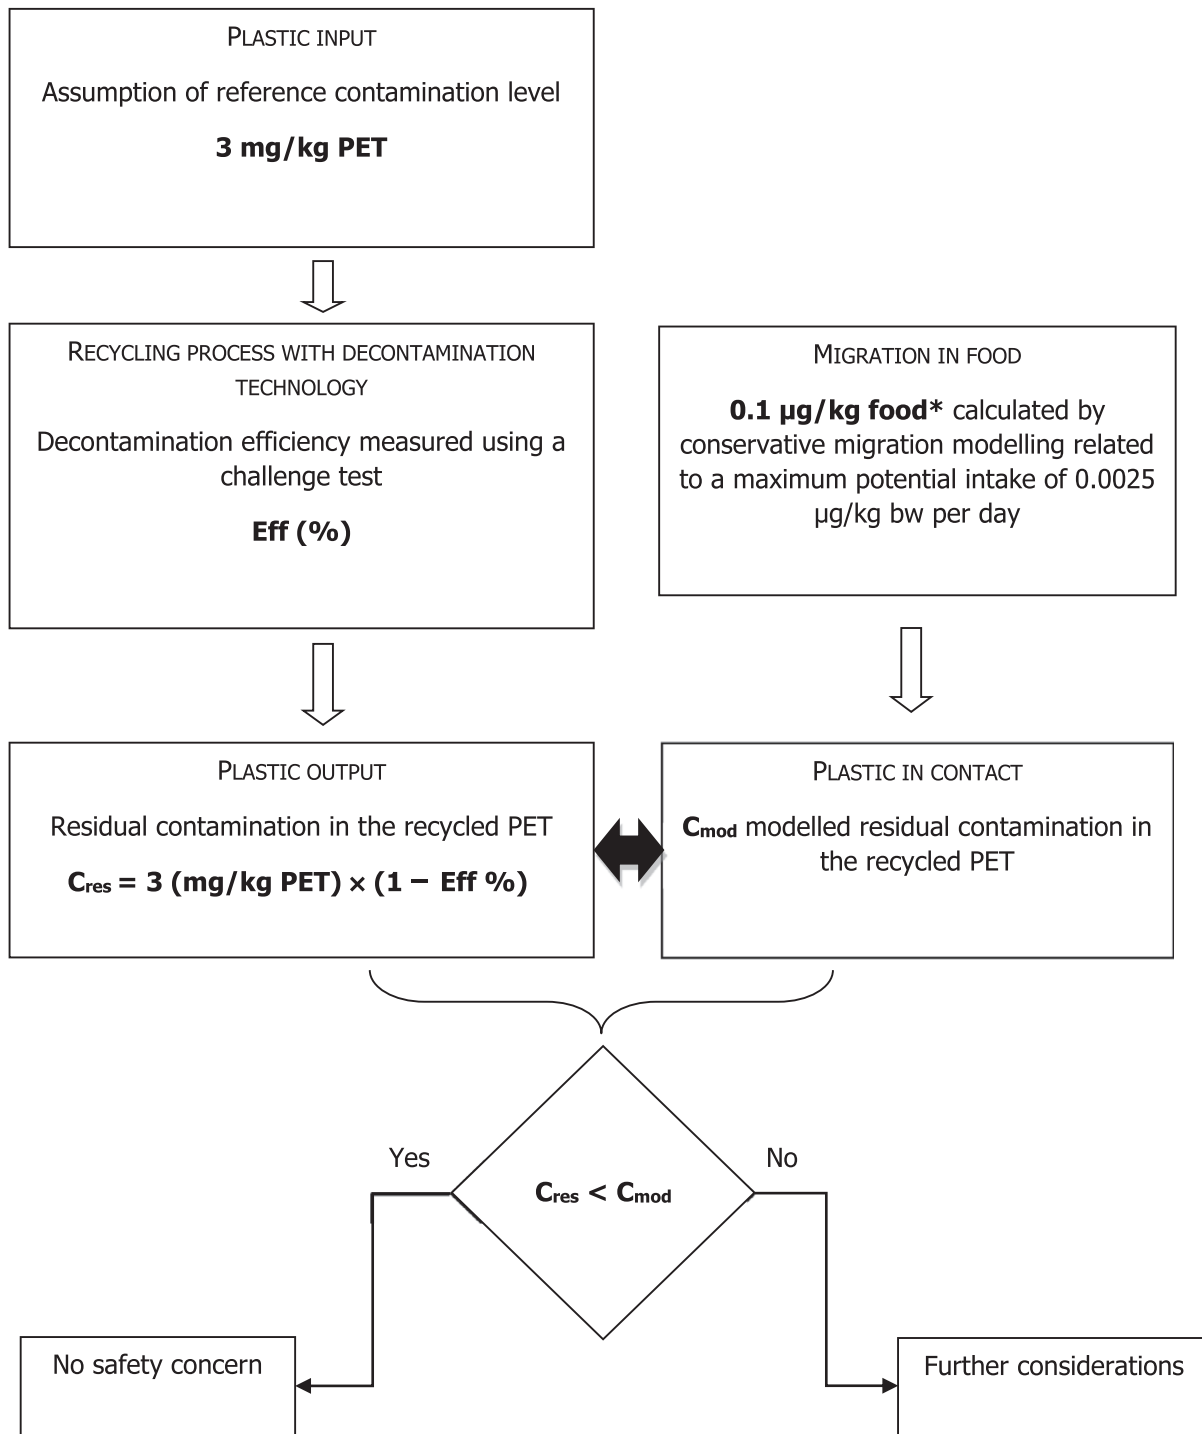 PLASTIC INPUT
Assumption of reference contamination level
3 mg/kg PET
RECYCLING PROCESS WITH DECONTAMINATION
TECHNOLOGY
Decontamination efficiency measured using a
challenge test
Eff (%)
MIGRATION IN FOOD
0.1 µg/kg food* calculated by
conservative migration modelling related
to a maximum potential intake of 0.0025
µg/kg bw per day
PLASTIC OUTPUT
Residual contamination in the recycled PET
Cres = 3 (mg/kg PET) × (1 – Eff %)
PLASTIC IN CONTACT
Cmod modelled residual contamination in
the recycled PET
Yes
No
Cres < Cmod
No safety concern
Further considerations